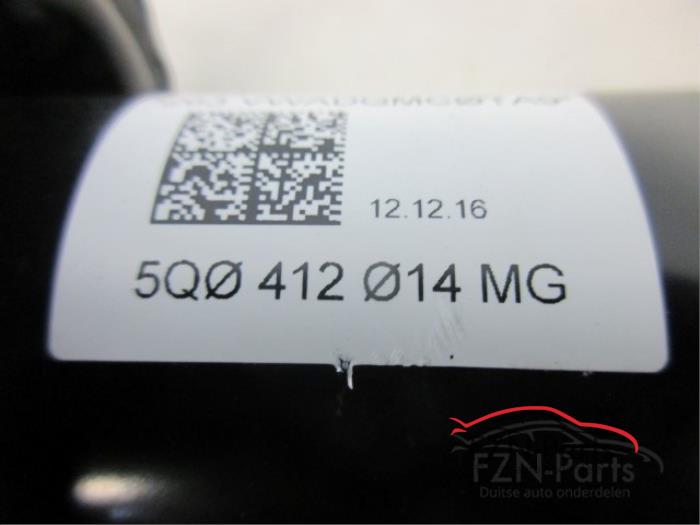 12.12.16
5QØ 412 Ø14 MG
FZN-Parts
Duitse auto onderdelen